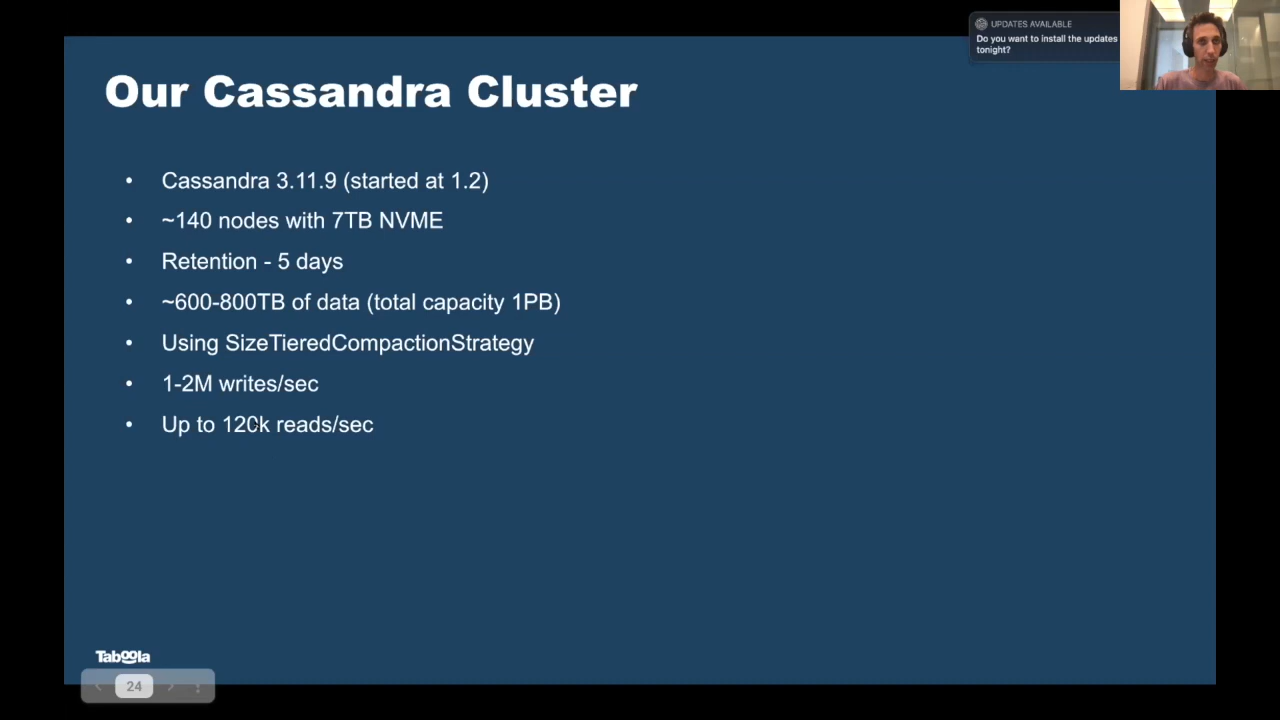 UPDATES AVAILABLE
Do you want to install the updates
tonight?
Our Cassandra Cluster
• Cassandra 3.11.9 (started at 1.2)
• ~140 nodes with 7TB NVME
• Retention - 5 days
• ~600-800TB of data (total capacity 1PB)
• Using SizeTieredCompactionStrategy
• 1-2M writes/sec
• Up to 120k reads/sec
Taboola
24